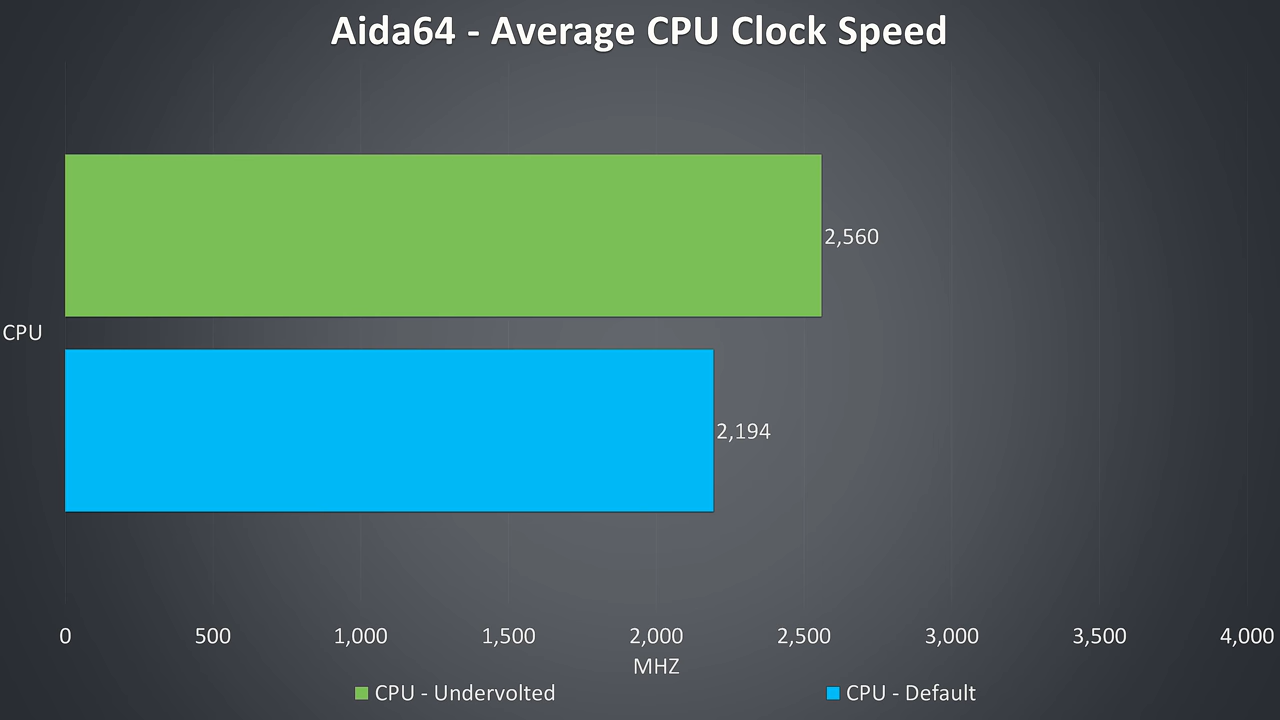 Aida64 - Average CPU Clock Speed
2,560
CPU
2,194
0 500 1,000 1,500 2,000 2,500 3,000 3,500 4,000
MHZ
CPU - Undervolted CPU - Default